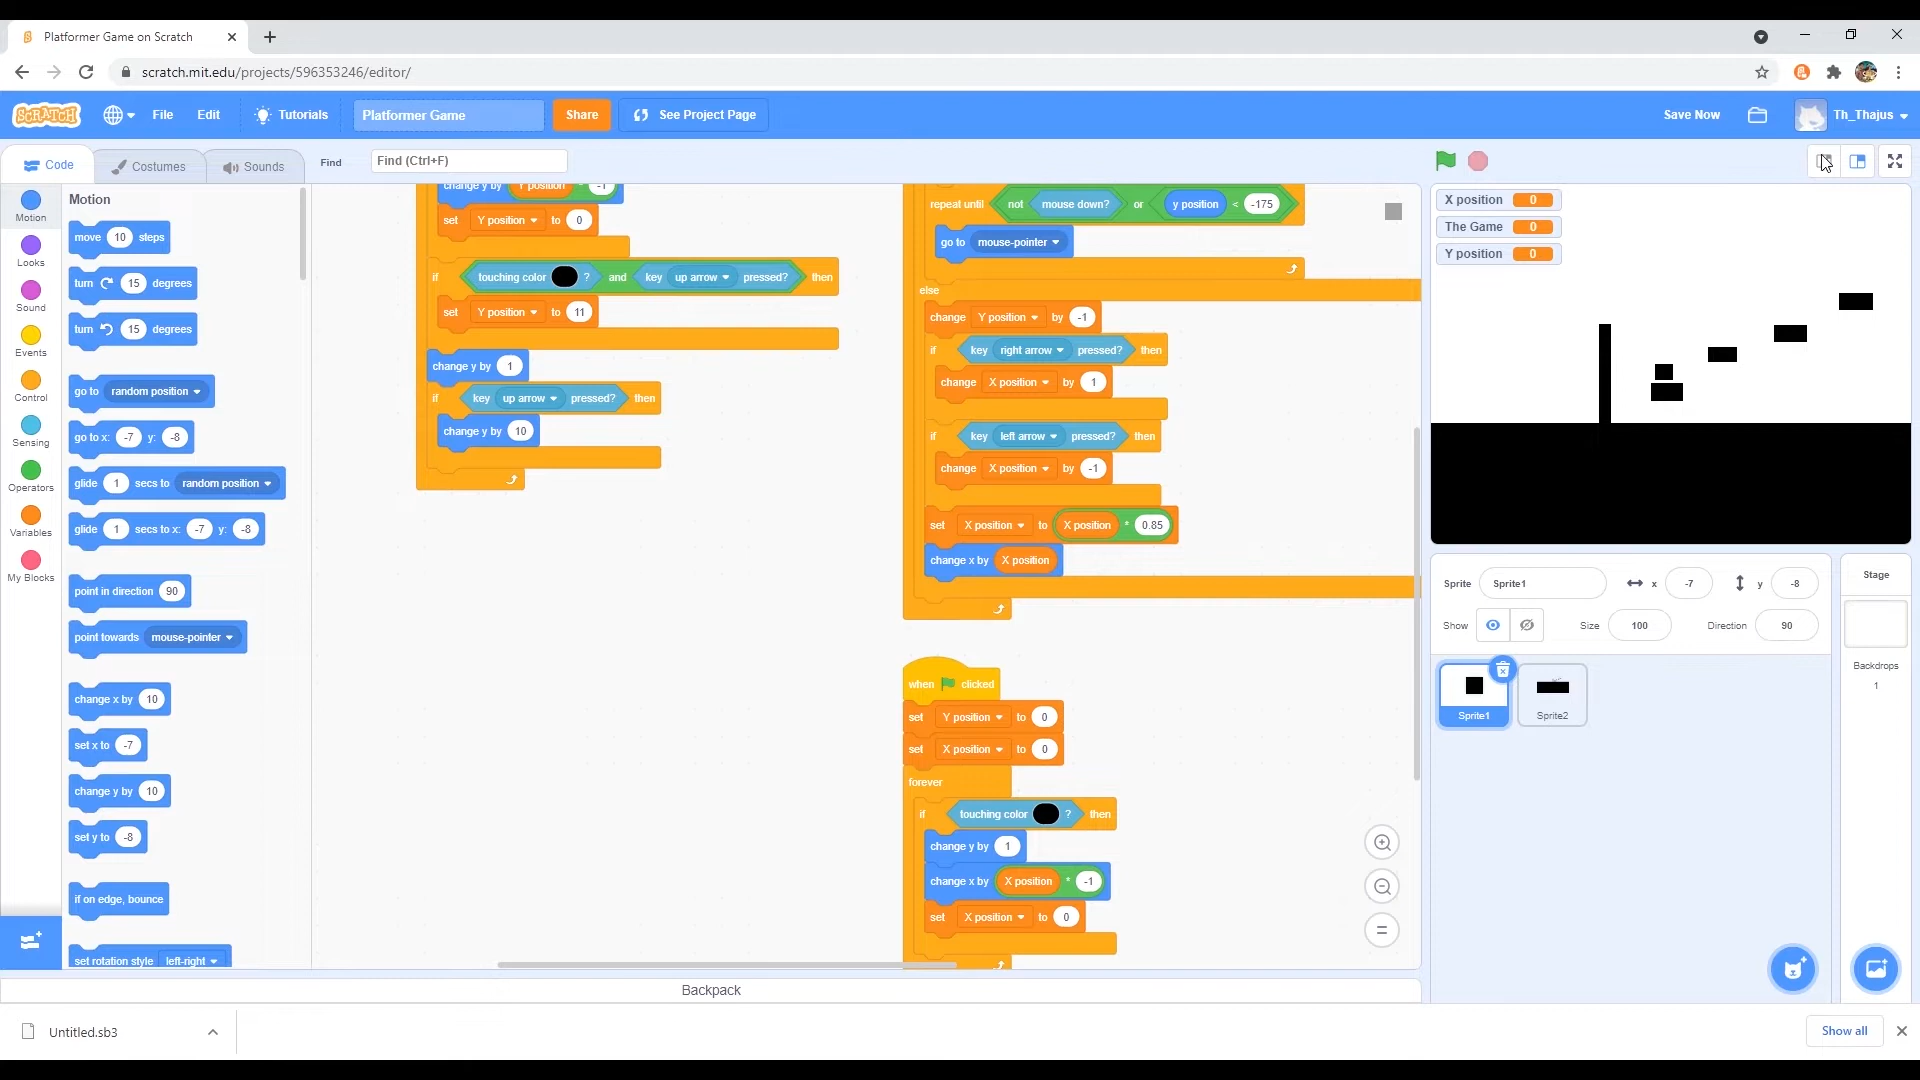 Platformer Game on Scratch
scratch.mit.edu/projects/596353246/editor/
SCRATCH
File
Edit
Tutorials
Platformer Game
Share
See Project Page
Save Now
Th_Thajus
Code
Costumes
Sounds
Find
Find (Ctrl+F)
Motion
Looks
Sound
Events
Control
Sensing
Operators
Variables
My Blocks
Motion
move 10 steps
turn 15 degrees
turn 15 degrees
go to random position
go to x: -7 y: -8
glide 1 secs to random position
glide 1 secs to x: -7 y: -8
point in direction 90
point towards mouse-pointer
change x by 10
set x to -7
change y by 10
set y to -8
if on edge, bounce
set rotation style left-right
change y by Y position * -1
set Y position to 0
if touching color ? and key up arrow pressed? then
set Y position to 11
change y by 1
if key up arrow pressed? then
change y by 10
repeat until not mouse down? or y position < -175
go to mouse-pointer
else
change Y position by -1
if key right arrow pressed? then
change X position by 1
if key left arrow pressed? then
change X position by -1
set X position to X position * 0.85
change x by X position
when clicked
set Y position to 0
set X position to 0
forever
if touching color ? then
change y by 1
change x by X position * -1
set X position to 0
X position 0
The Game 0
Y position 0
Sprite Sprite1 x -7 y -8
Show Size 100 Direction 90
Sprite1
Sprite2
Stage
Backdrops
1
Backpack
Untitled.sb3
Show all